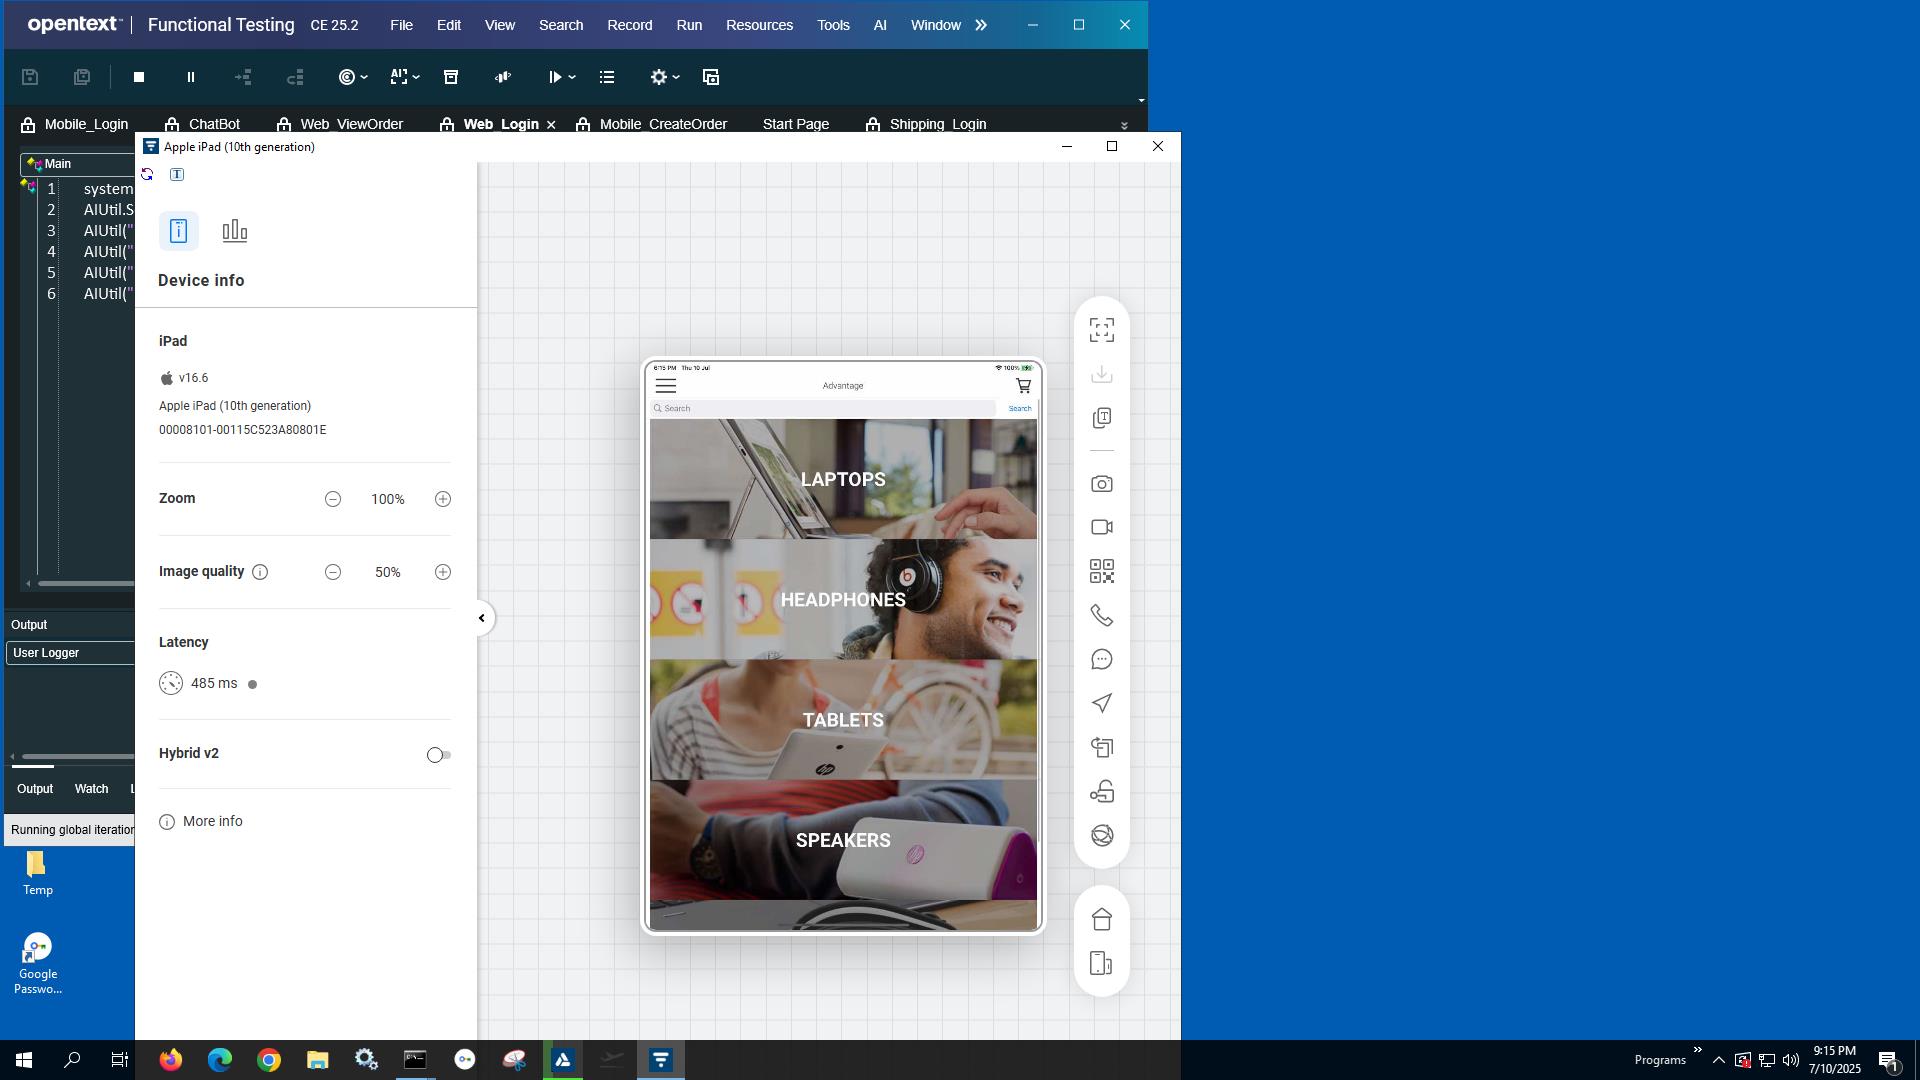 opentext™ | Functional Testing CE 25.2 File Edit View Search Record Run Resources Tools AI Window »
Mobile_Login ChatBot Web_ViewOrder Web_Login × Mobile_CreateOrder Start Page Shipping_Login
Apple iPad (10th generation)
Main
1 system
2 AIUtil.S
3 AIUtil("
4 AIUtil("
5 AIUtil("
6 AIUtil("
Output
User Logger
Output Watch L
Running global iteration
Device info
iPad
v16.6
Apple iPad (10th generation)
00008101-00115C523A80801E
Zoom 100%
Image quality 50%
Latency
485 ms
Hybrid v2
More info
6:15 PM Thu 10 Jul 100%
Advantage
Search Search
LAPTOPS
HEADPHONES
TABLETS
SPEAKERS
Temp
Google
Passwo...
Programs »
9:15 PM
7/10/2025
1